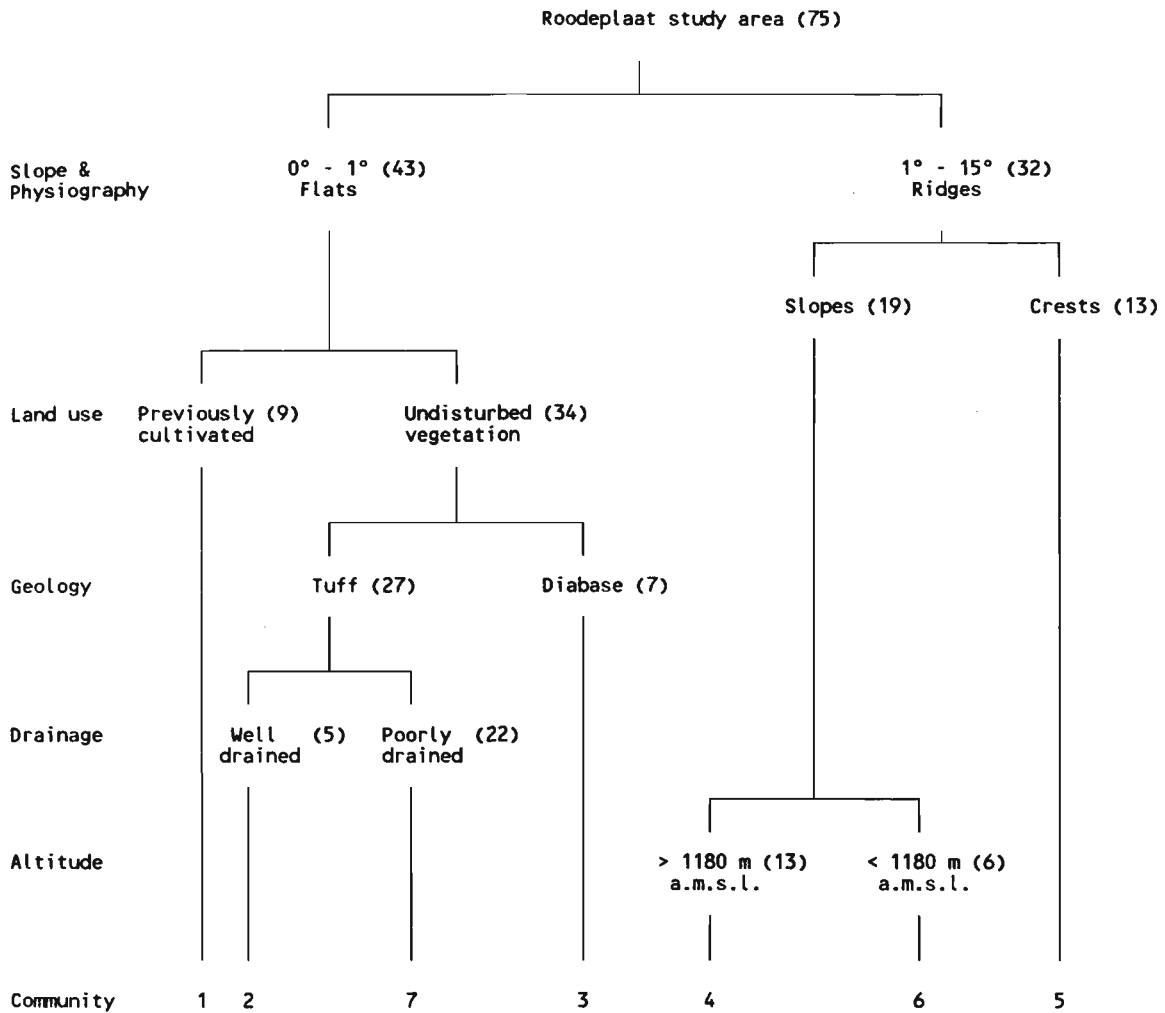 Roodeplaat study area (75)
Slope & 0° - 1° (43) 1° - 15° (32)
Physiography Flats Ridges
Slopes (19) Crests (13)
Land use Previously (9) Undisturbed (34)
cultivated vegetation
Geology Tuff (27) Diabase (7)
Drainage Well (5) Poorly (22)
drained drained
Altitude > 1180 m (13) < 1180 m (6)
a.m.s.l. a.m.s.l.
Community 1 2 7 3 4 6 5